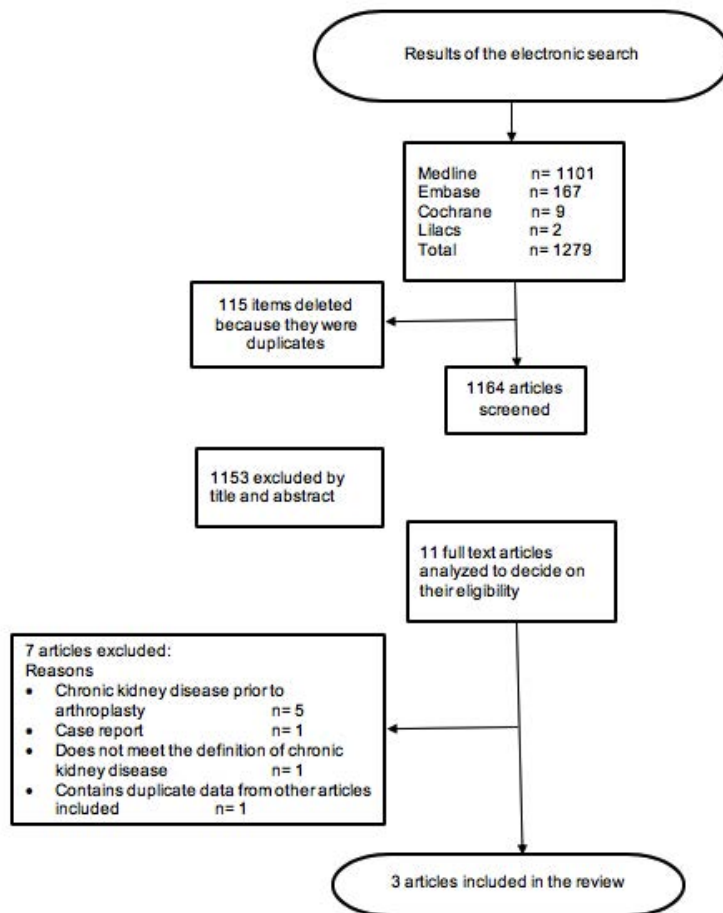 Results of the electronic search
Medline n= 1101
Embase n= 167
Cochrane n= 9
Lilacs n= 2
Total n= 1279
115 items deleted
because they were
duplicates
1164 articles
screened
1153 excluded by
title and abstract
11 full text articles
analyzed to decide on
their eligibility
7 articles excluded:
Reasons
• Chronic kidney disease prior to
arthroplasty n= 5
• Case report n= 1
• Does not meet the definition of chronic
kidney disease n= 1
• Contains duplicate data from other articles
included n= 1
3 articles included in the review